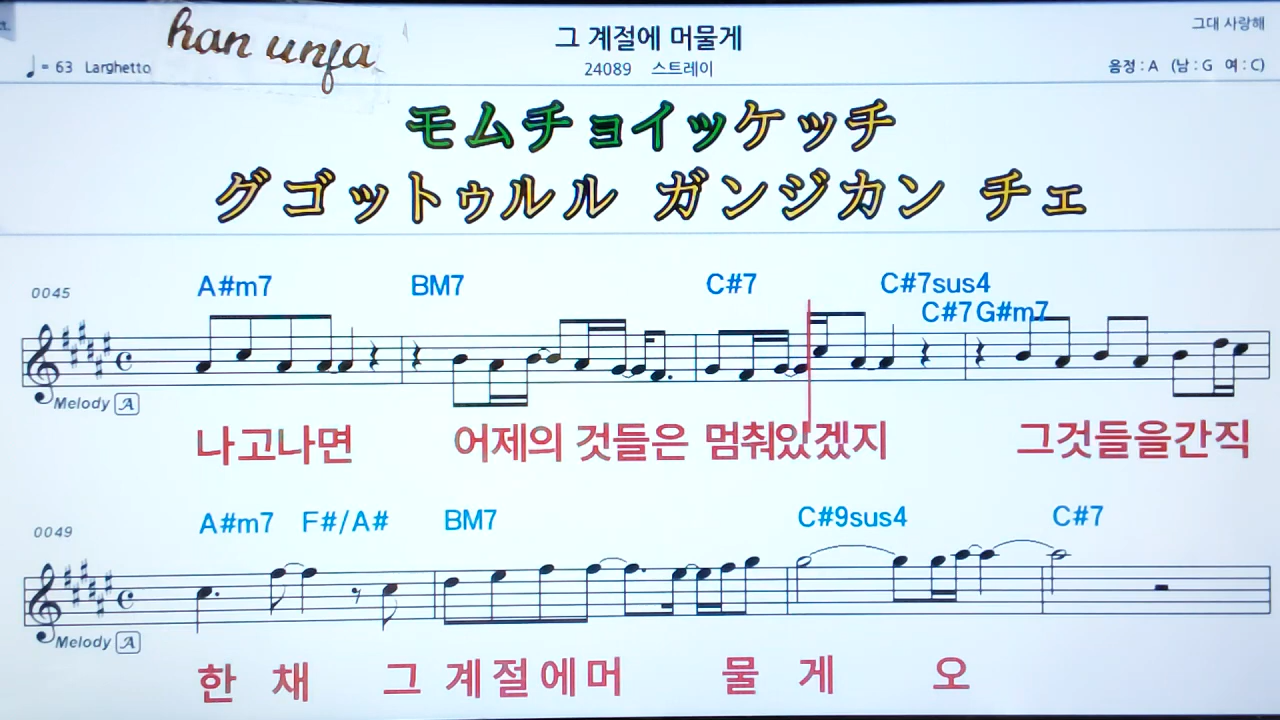 han unja
그 계절에 머물게
그대 사랑해
♩= 63 Larghetto
24089 스트레이
음정 : A (남 : G 여 : C)
モムチョイッケッチ
グゴットゥルル ガンジカン チェ
0045
A#m7 BM7 C#7 C#7sus4
C#7 G#m7
Melody A
나고나면 어제의 것들은 멈춰있겠지 그것들을간직
0049
A#m7 F#/A# BM7 C#9sus4 C#7
Melody A
한 채 그 계절에머 물 게 오